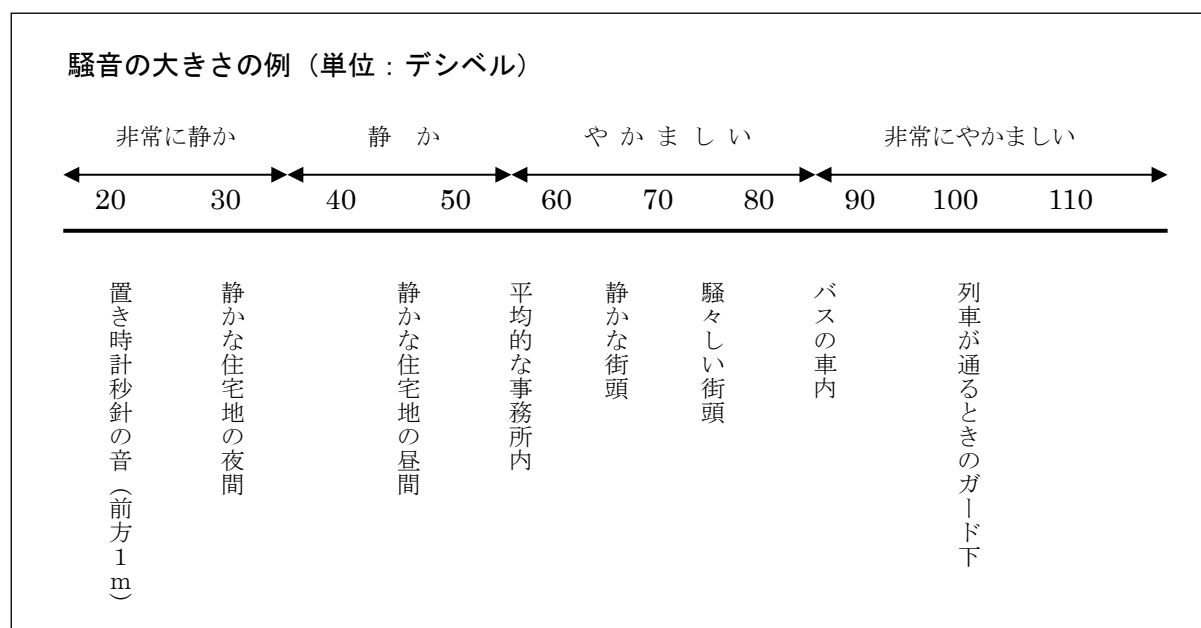 騒音の大きさの例（単位：デシベル）
非常に静か 静 か や か ま し い 非常にやかましい
20 30 40 50 60 70 80 90 100 110
置き時計秒針の音（前方1m）
静かな住宅地の夜間
静かな住宅地の昼間
平均的な事務所内
静かな街頭
騒々しい街頭
バスの車内
列車が通るときのガード下